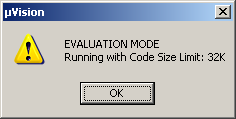 µVision
EVALUATION MODE
Running with Code Size Limit: 32K
OK